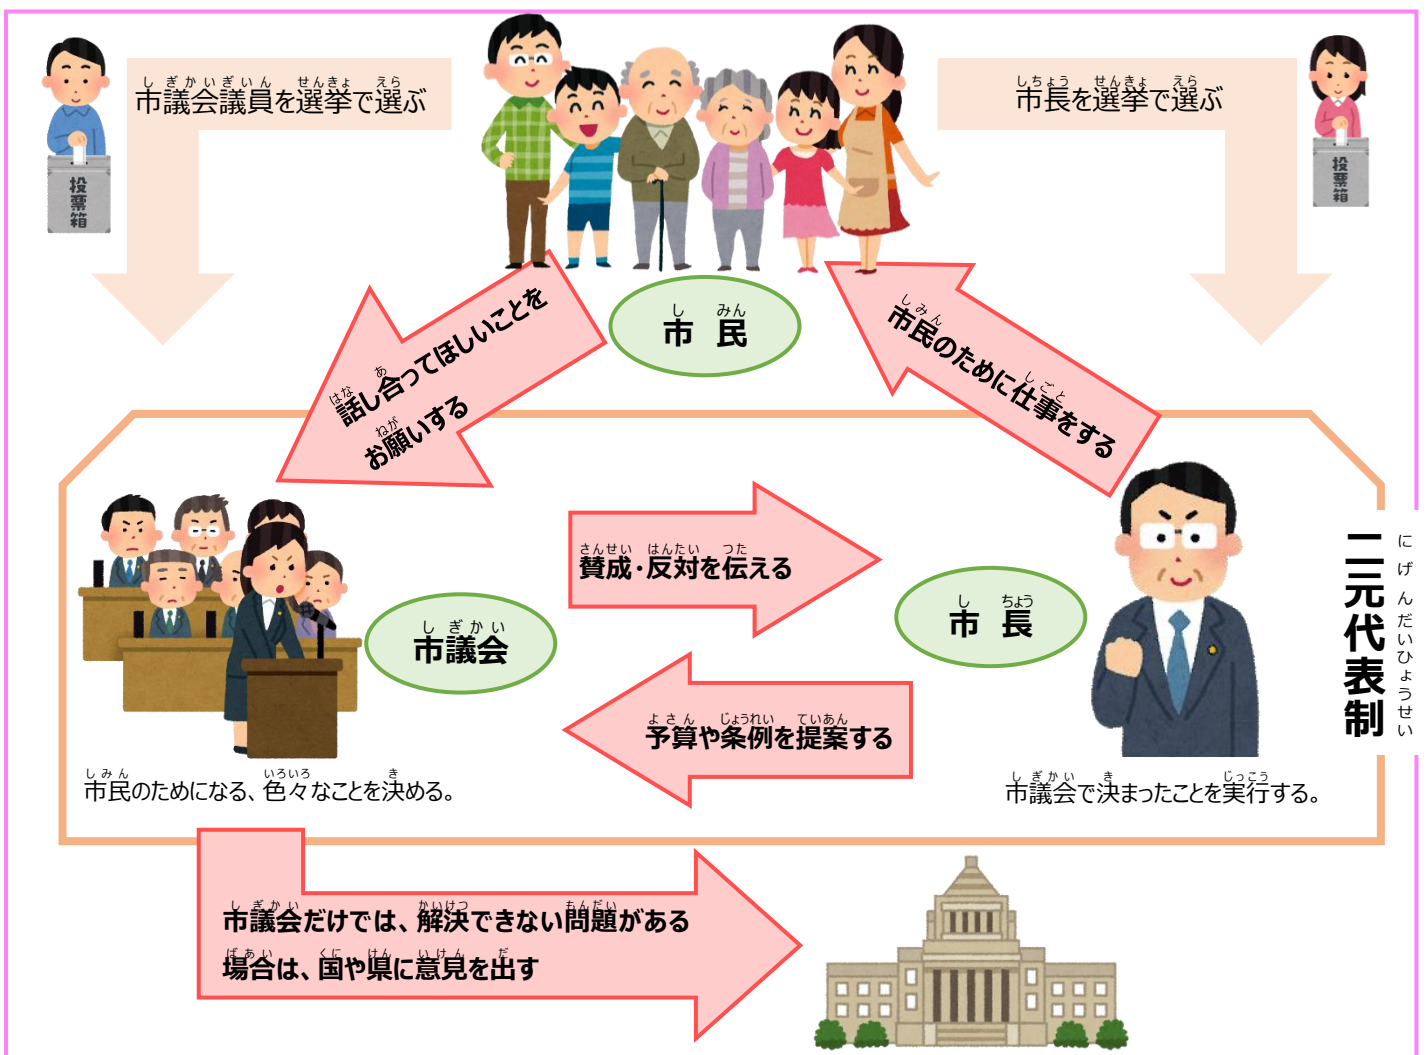 しぎかいぎいん せんきょ えら
市議会議員を選挙で選ぶ
しちょう せんきょ えら
市長を選挙で選ぶ
投票箱
投票箱
し みん
市 民
はな あ
話し合ってほしいことを
ねが
お願いする
しみん しごと
市民のために仕事をする
さんせい はんたい つた
賛成・反対を伝える
し ちょう
市 長
しぎかい
市議会
よさん じょうれい ていあん
予算や条例を提案する
にげんだいひょうせい
二元代表制
しみん いろいろ き
市民のためになる、色々なことを決める。
しぎかい き じっこう
市議会で決まったことを実行する。
しぎかい かいけつ もんだい
市議会だけでは、解決できない問題がある
ばあい くに けん いけん だ
場合は、国や県に意見を出す